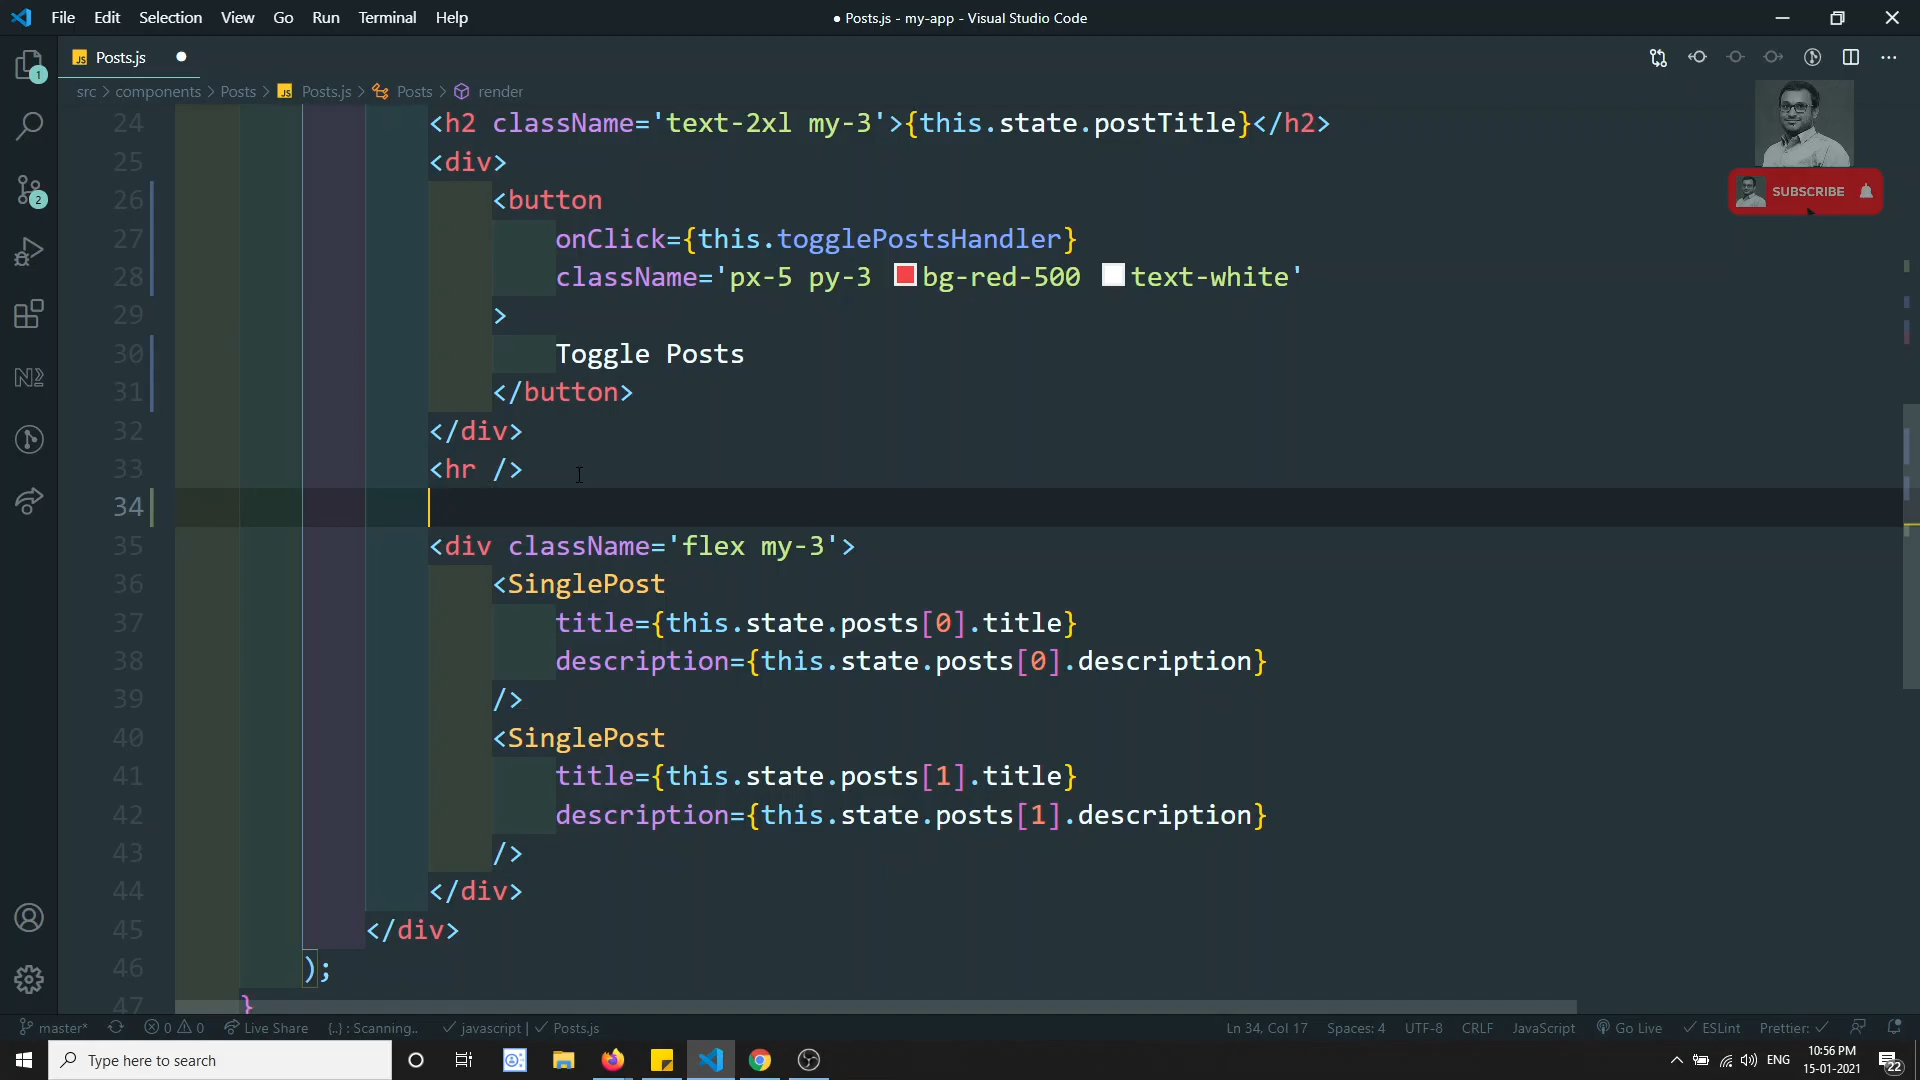 File Edit Selection View Go Run Terminal Help
● Posts.js - my-app - Visual Studio Code
JS Posts.js ●
src > components > Posts > JS Posts.js > Posts > render
24 <h2 className='text-2xl my-3'>{this.state.postTitle}</h2>
25 <div>
26 <button
27 onClick={this.togglePostsHandler}
28 className='px-5 py-3 bg-red-500 text-white'
29 >
30 Toggle Posts
31 </button>
32 </div>
33 <hr />
34
35 <div className='flex my-3'>
36 <SinglePost
37 title={this.state.posts[0].title}
38 description={this.state.posts[0].description}
39 />
40 <SinglePost
41 title={this.state.posts[1].title}
42 description={this.state.posts[1].description}
43 />
44 </div>
45 </div>
46 );
47 }
SUBSCRIBE
1
2
master* 0 0 Live Share {..} : Scanning.. javascript | Posts.js Ln 34, Col 17 Spaces: 4 UTF-8 CRLF JavaScript Go Live ESLint Prettier:
Type here to search
ENG
10:56 PM
15-01-2021
22